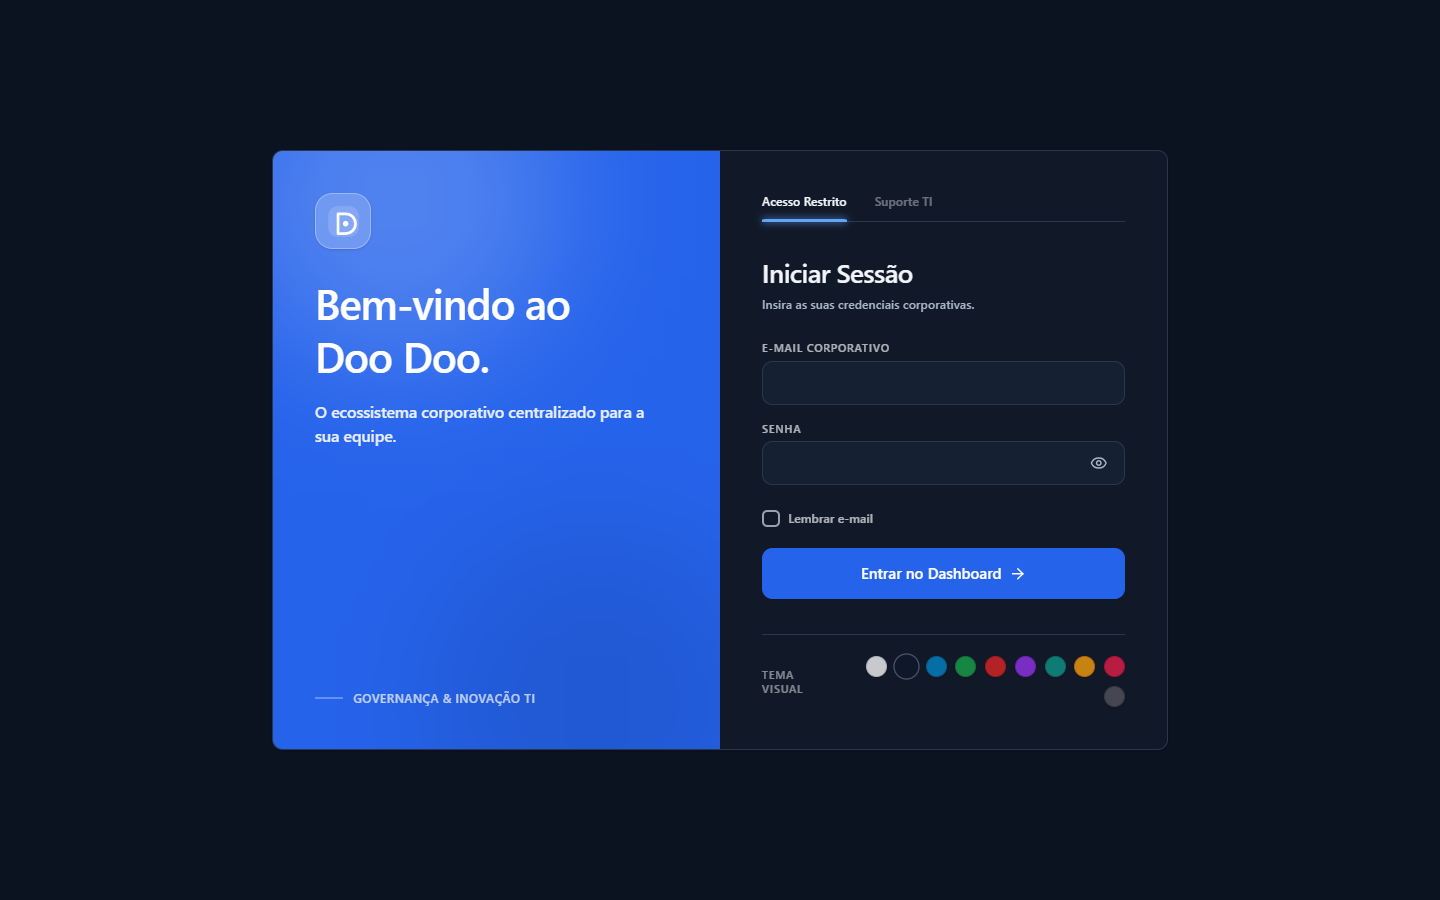 D
Bem-vindo ao
Doo Doo.
O ecossistema corporativo centralizado para a
sua equipe.
GOVERNANÇA & INOVAÇÃO TI
Acesso Restrito
Suporte TI
Iniciar Sessão
Insira as suas credenciais corporativas.
E-MAIL CORPORATIVO
SENHA
Lembrar e-mail
Entrar no Dashboard
TEMA
VISUAL